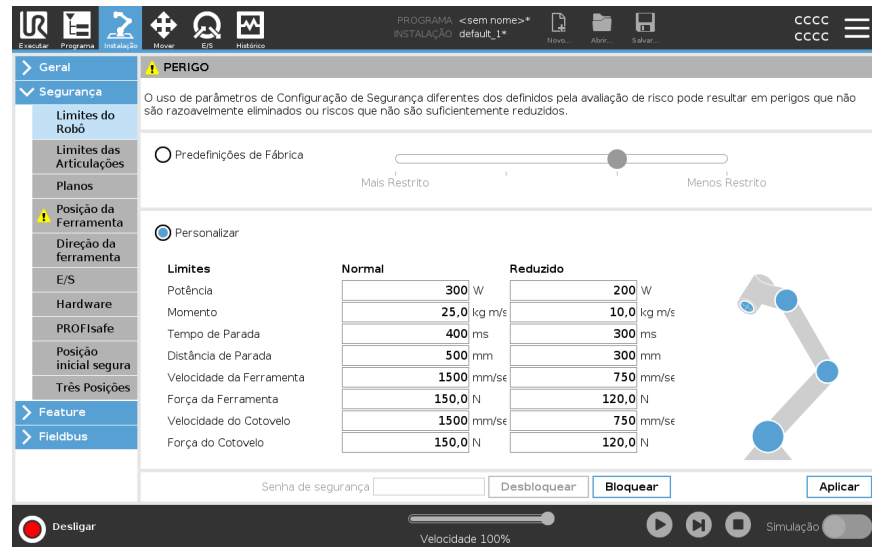 UR
PROGRAMA <sem nome>*
INSTALAÇÃO default_1*
Executar Programa Instalação Mover E/S Histórico
Novo... Abrir... Salvar...
cccc
cccc
Geral
Segurança
Limites do
Robô
Limites das
Articulações
Planos
Posição da
Ferramenta
Direção da
ferramenta
E/S
Hardware
PROFIsafe
Posição
inicial segura
Três Posições
Feature
Fieldbus
PERIGO
O uso de parâmetros de Configuração de Segurança diferentes dos definidos pela avaliação de risco pode resultar em perigos que não
são razoavelmente eliminados ou riscos que não são suficientemente reduzidos.
Predefinições de Fábrica
Mais Restrito Menos Restrito
Personalizar
Limites Normal Reduzido
Potência 300 W 200 W
Momento 25,0 kg m/s 10,0 kg m/s
Tempo de Parada 400 ms 300 ms
Distância de Parada 500 mm 300 mm
Velocidade da Ferramenta 1500 mm/se 750 mm/se
Força da Ferramenta 150,0 N 120,0 N
Velocidade do Cotovelo 1500 mm/se 750 mm/se
Força do Cotovelo 150,0 N 120,0 N
Senha de segurança Desbloquear Bloquear Aplicar
Desligar
Velocidade 100%
Simulação